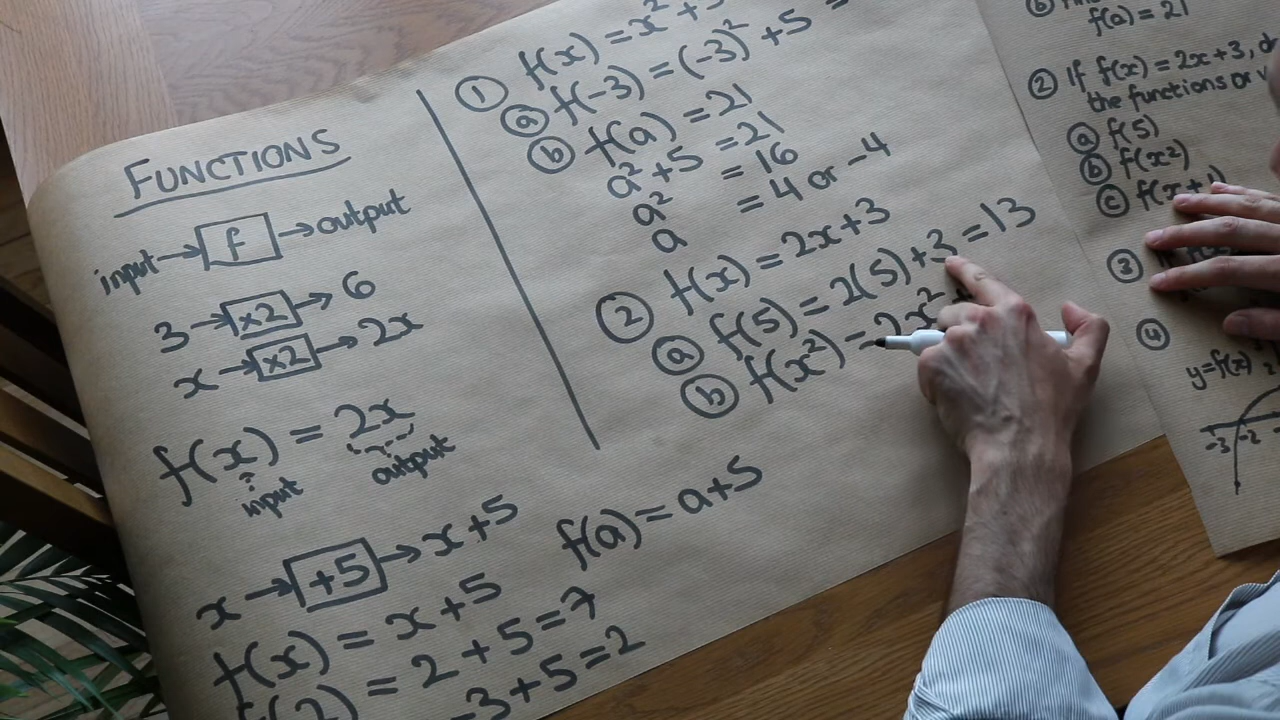 FUNCTIONS
input → f → output
3 → ×2 → 6
x → ×2 → 2x
f(x) = 2x
input output
x → +5 → x+5
f(x) = x+5
f(2) = 2+5=7
-3+5=2
f(a) = a+5
① f(x) = x²+5
ⓐ f(-3) = (-3)² +5 =
ⓑ f(a) = 21
a²+5 = 21
a² = 16
a = 4 or -4
② f(x) = 2x+3
ⓐ f(5) = 2(5)+3 = 13
ⓑ f(x²) = 2x²
ⓑ
f(a) = 21
② If f(x) = 2x+3,
the functions or
ⓐ f(5)
ⓑ f(x²)
ⓒ f(x+1)
③
④
y=f(x)
-3 -2